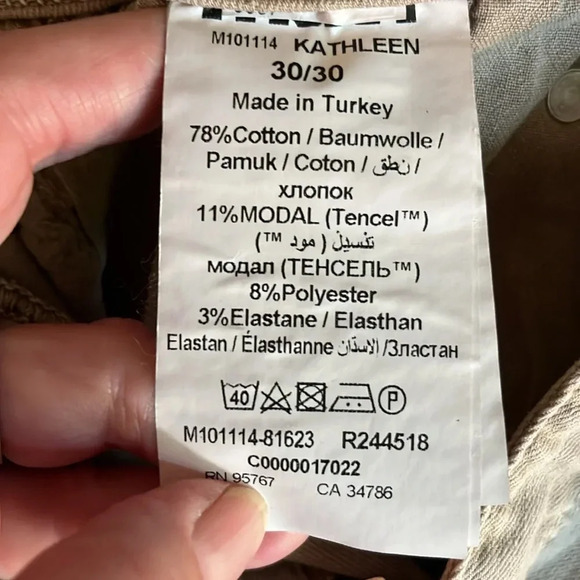 M101114 KATHLEEN
30/30
Made in Turkey
78%Cotton / Baumwolle /
Pamuk / Coton / نطق /
хлопок
11%MODAL (Tencel™)
تنسيل ( مود ™)
модал (ТЕНСЕЛЬ™)
8%Polyester
3%Elastane / Elasthan
Elastan / Élasthanne الاستان /Эластан
40 P
M101114-81623 R244518
C0000017022
RN 95767 CA 34786